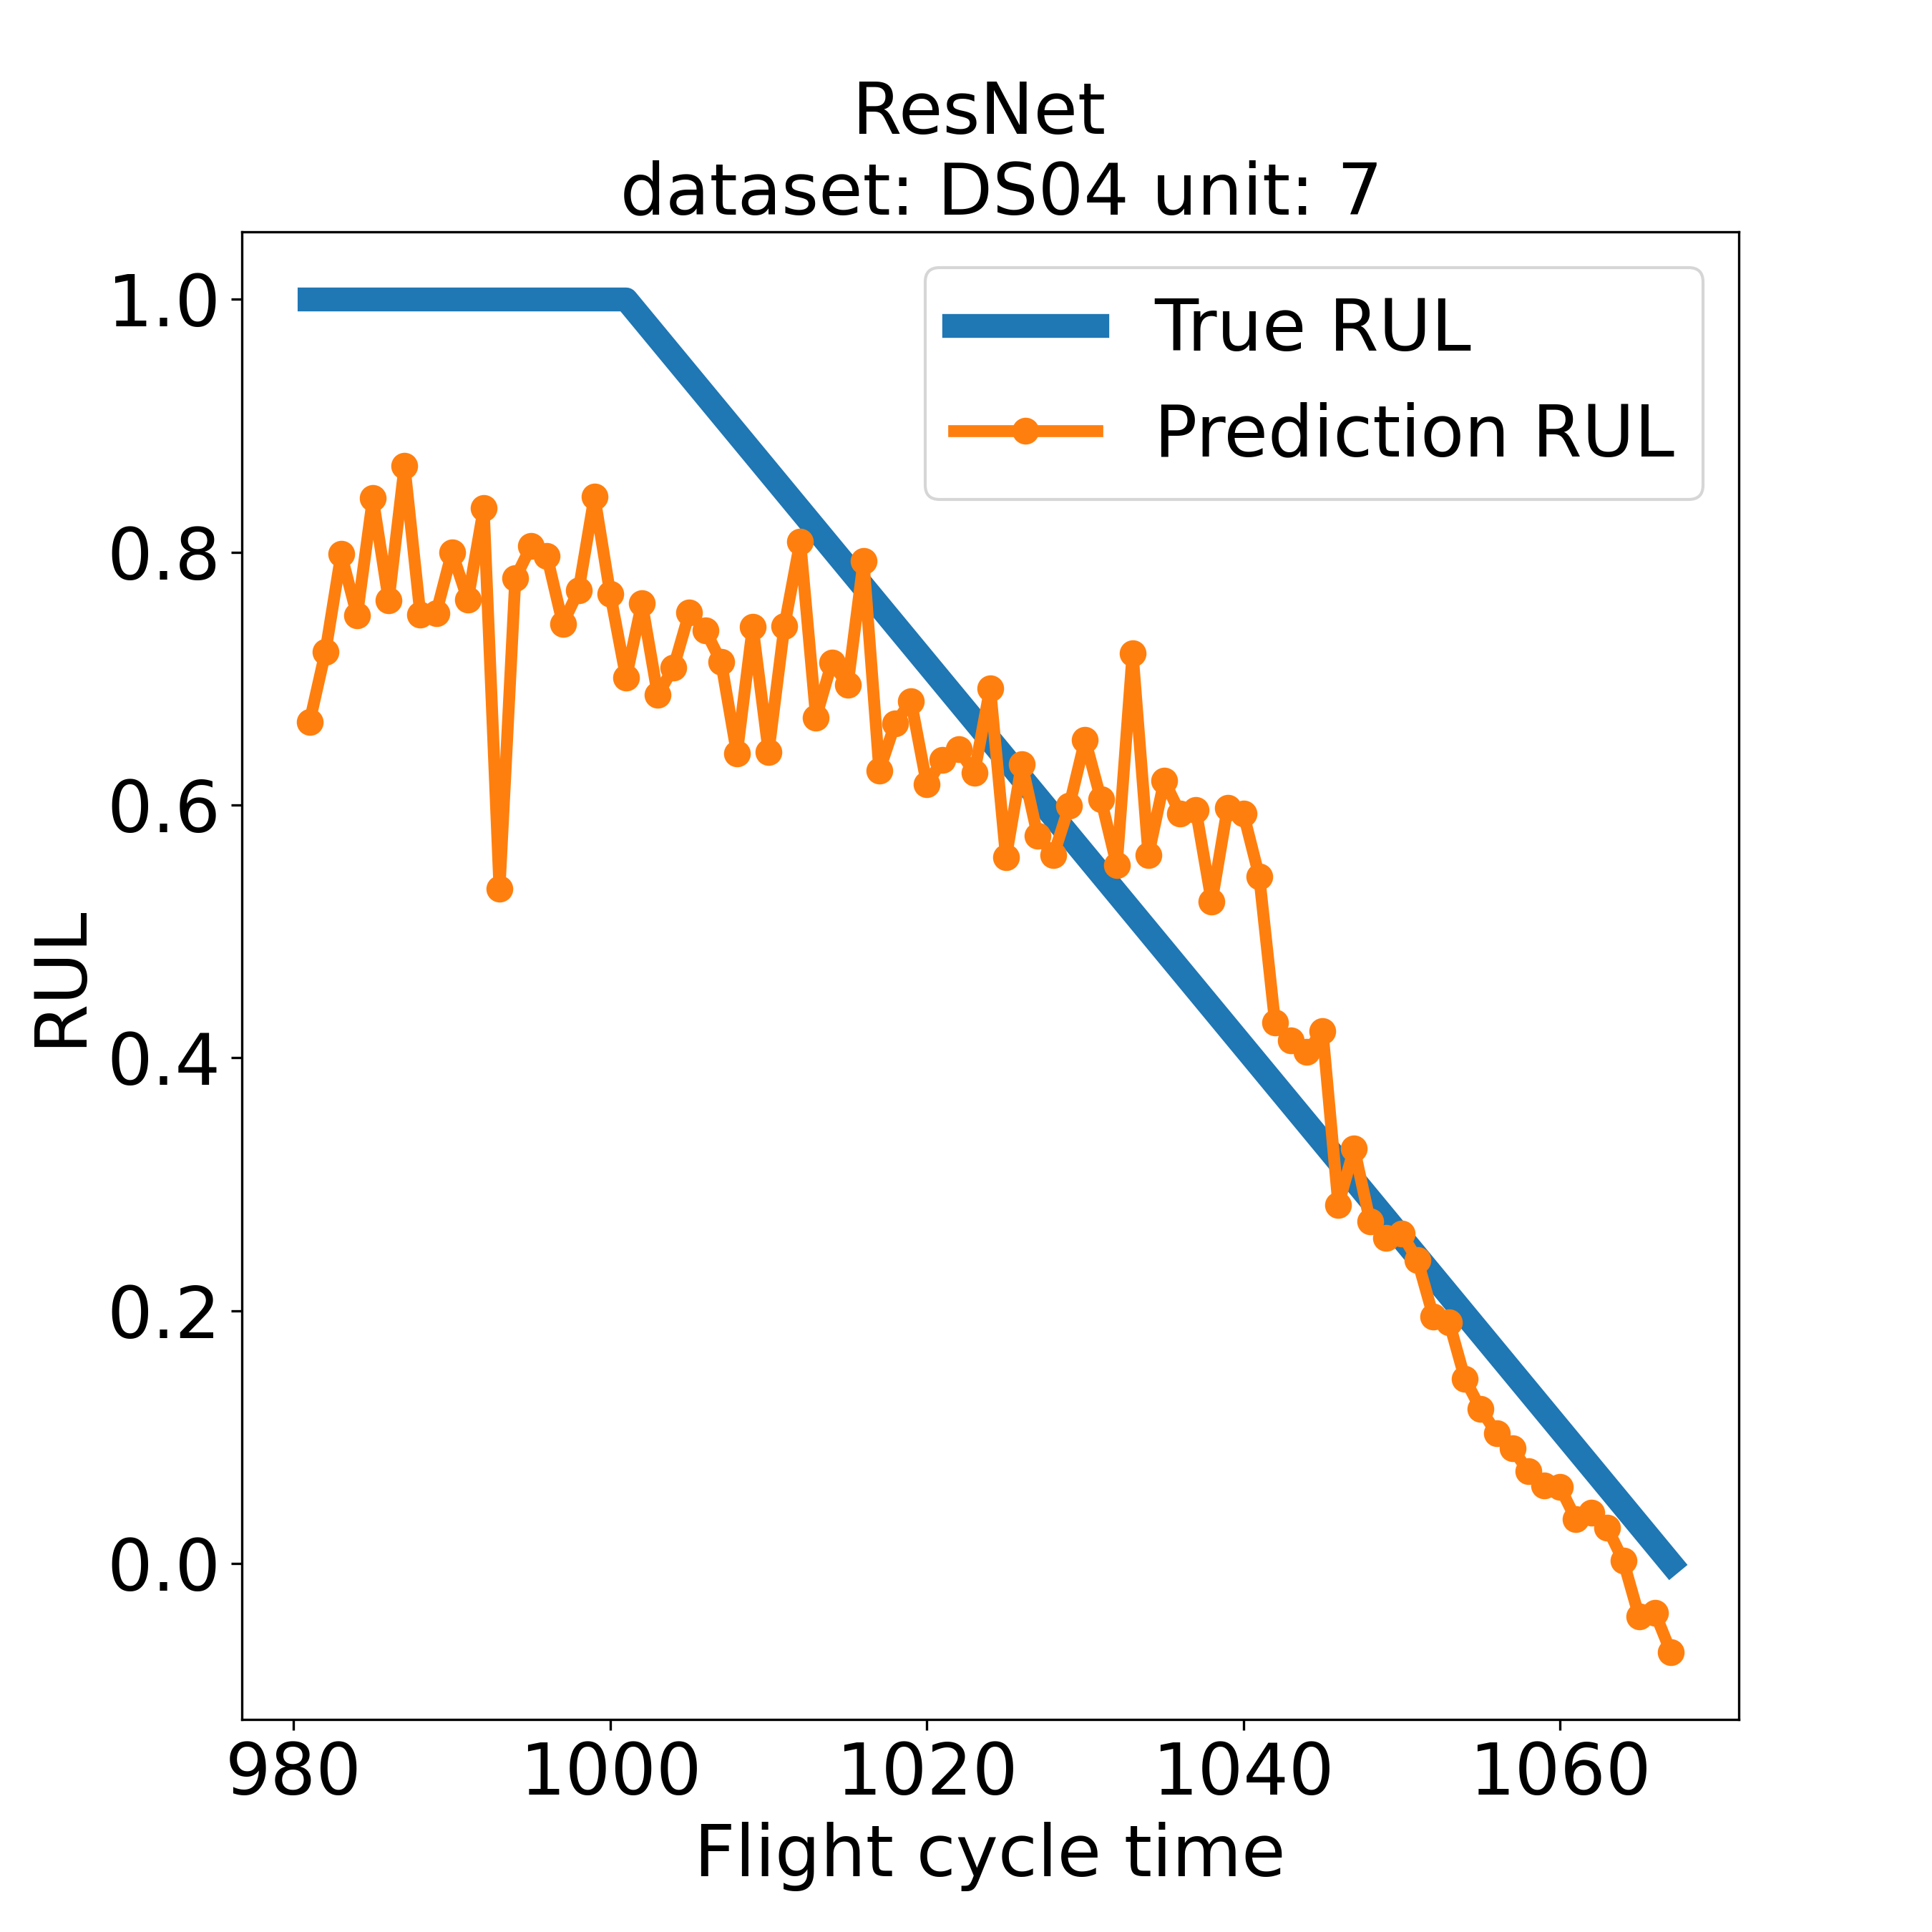 ResNet
dataset: DS04 unit: 7
True RUL
Prediction RUL
1.0
0.8
0.6
0.4
0.2
0.0
RUL
980 1000 1020 1040 1060
Flight cycle time